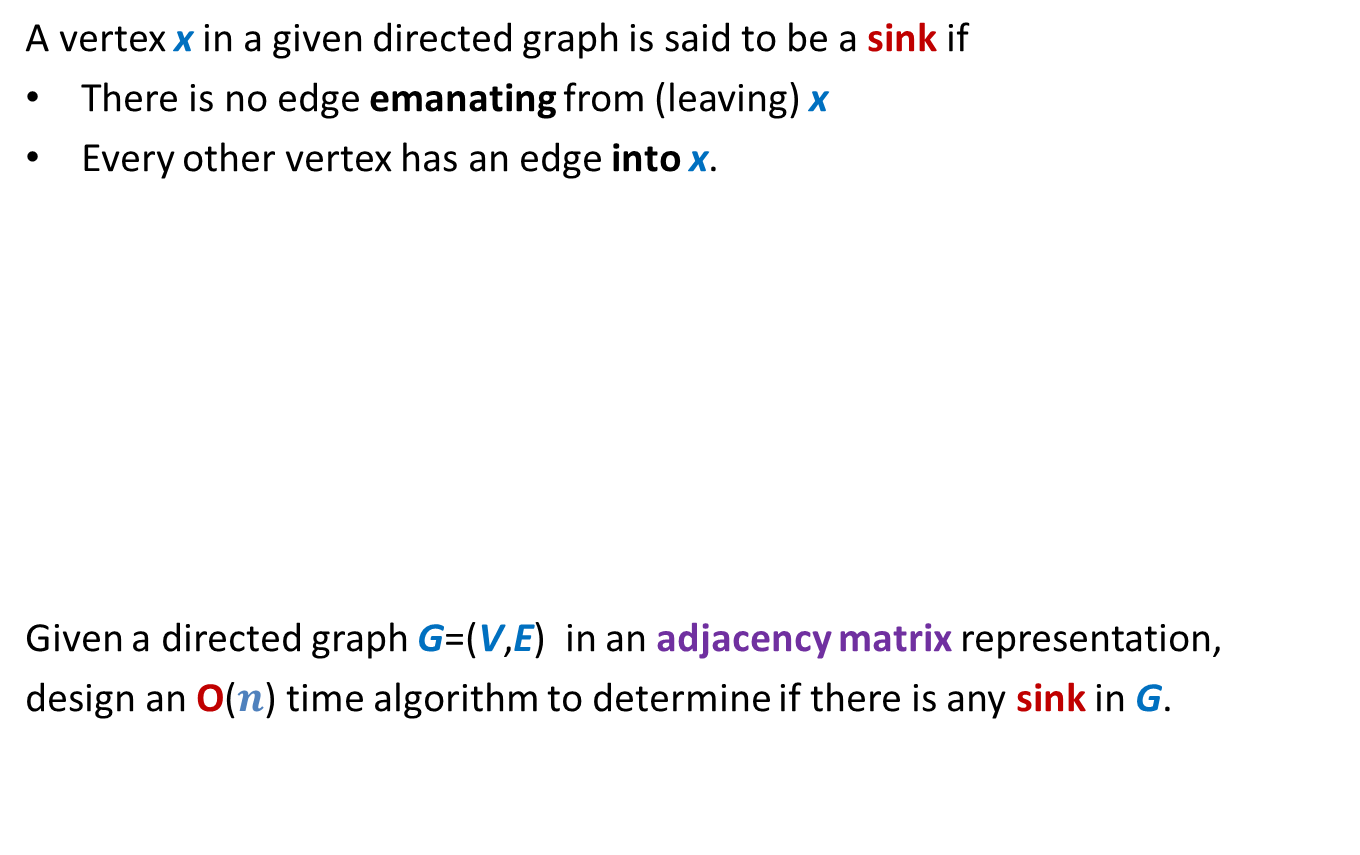 A vertex x in a given directed graph is said to be a sink if
• There is no edge emanating from (leaving) x
• Every other vertex has an edge into x.
Given a directed graph G=(V,E) in an adjacency matrix representation,
design an O(n) time algorithm to determine if there is any sink in G.